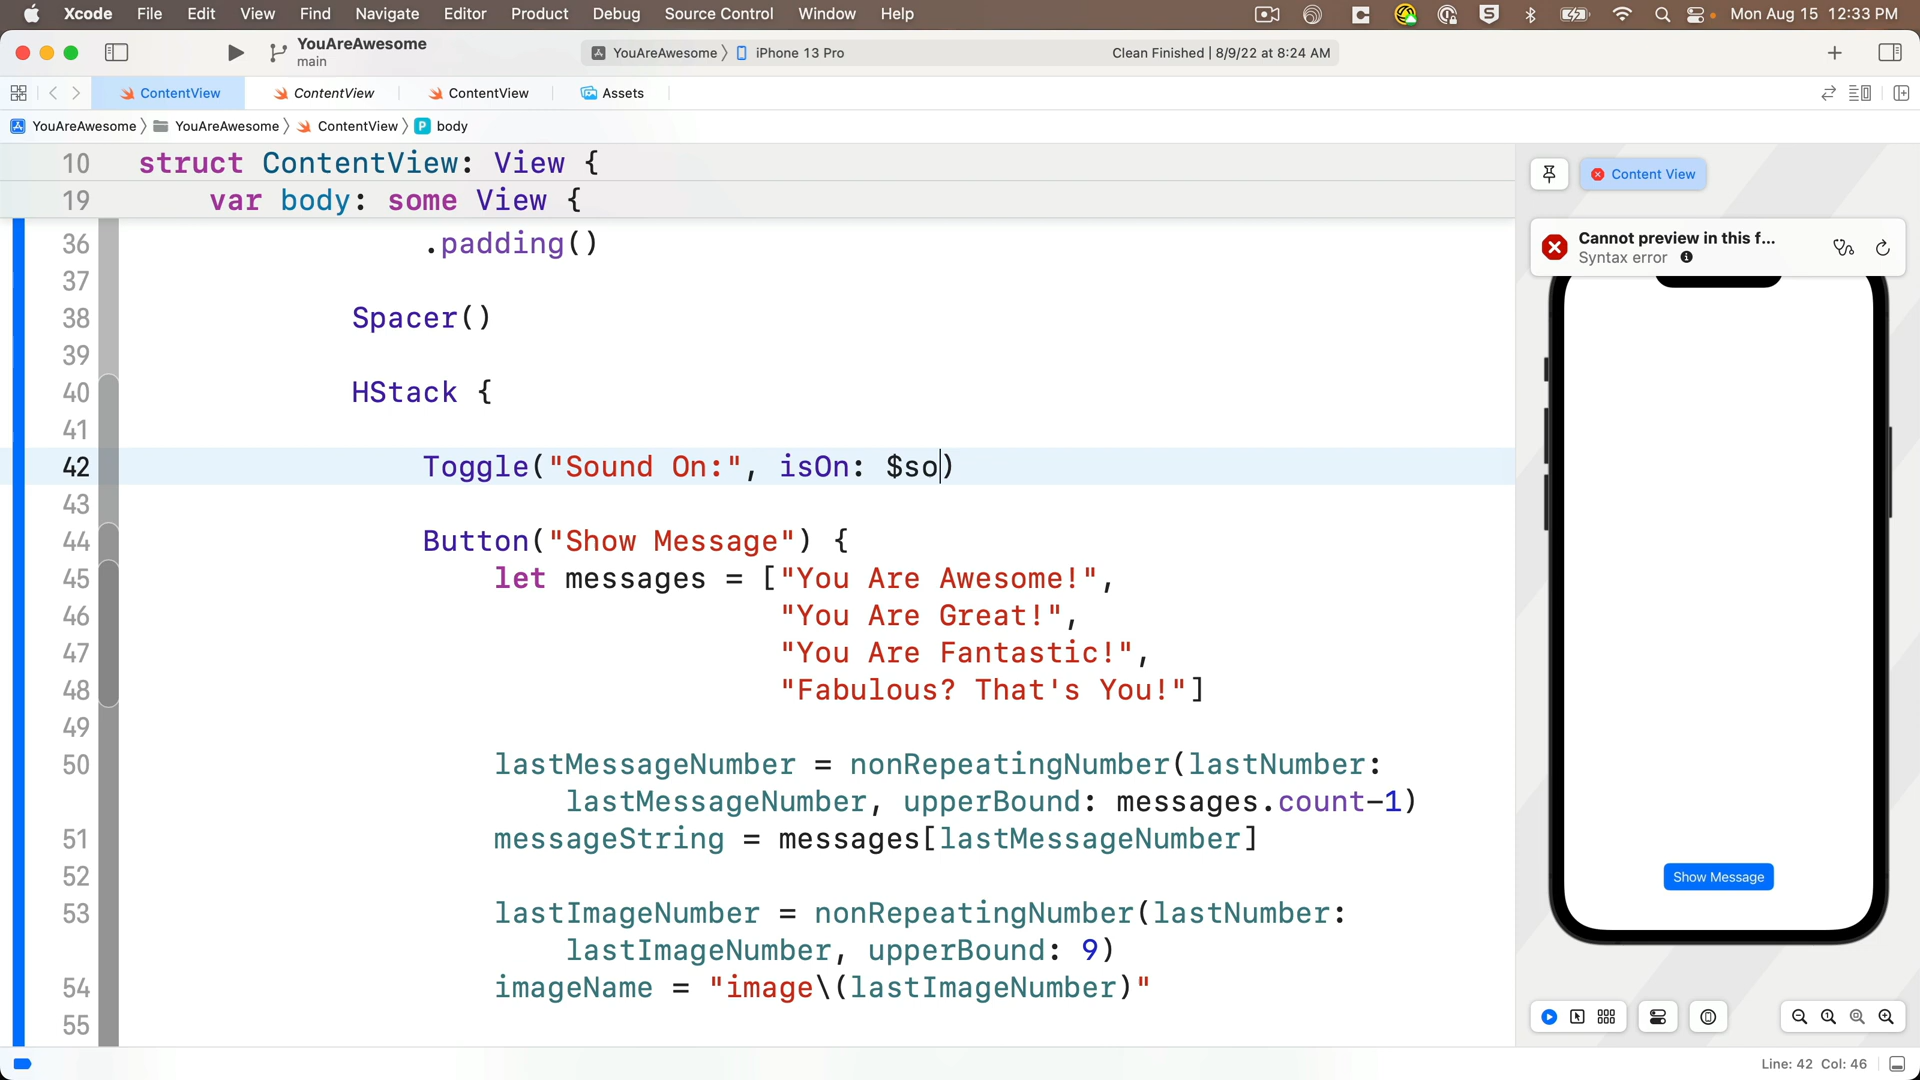 Xcode File Edit View Find Navigate Editor Product Debug Source Control Window Help Mon Aug 15 12:33 PM
YouAreAwesome
main
YouAreAwesome 〉 iPhone 13 Pro Clean Finished | 8/9/22 at 8:24 AM
ContentView ContentView ContentView Assets
YouAreAwesome 〉 YouAreAwesome 〉 ContentView 〉 P body
10 struct ContentView: View {
19 var body: some View {
36 .padding()
37
38 Spacer()
39
40 HStack {
41
42 Toggle("Sound On:", isOn: $so)
43
44 Button("Show Message") {
45 let messages = ["You Are Awesome!",
46 "You Are Great!",
47 "You Are Fantastic!",
48 "Fabulous? That's You!"]
49
50 lastMessageNumber = nonRepeatingNumber(lastNumber:
lastMessageNumber, upperBound: messages.count-1)
51 messageString = messages[lastMessageNumber]
52
53 lastImageNumber = nonRepeatingNumber(lastNumber:
lastImageNumber, upperBound: 9)
54 imageName = "image\(lastImageNumber)"
55
Content View
Cannot preview in this f...
Syntax error
Show Message
Line: 42 Col: 46